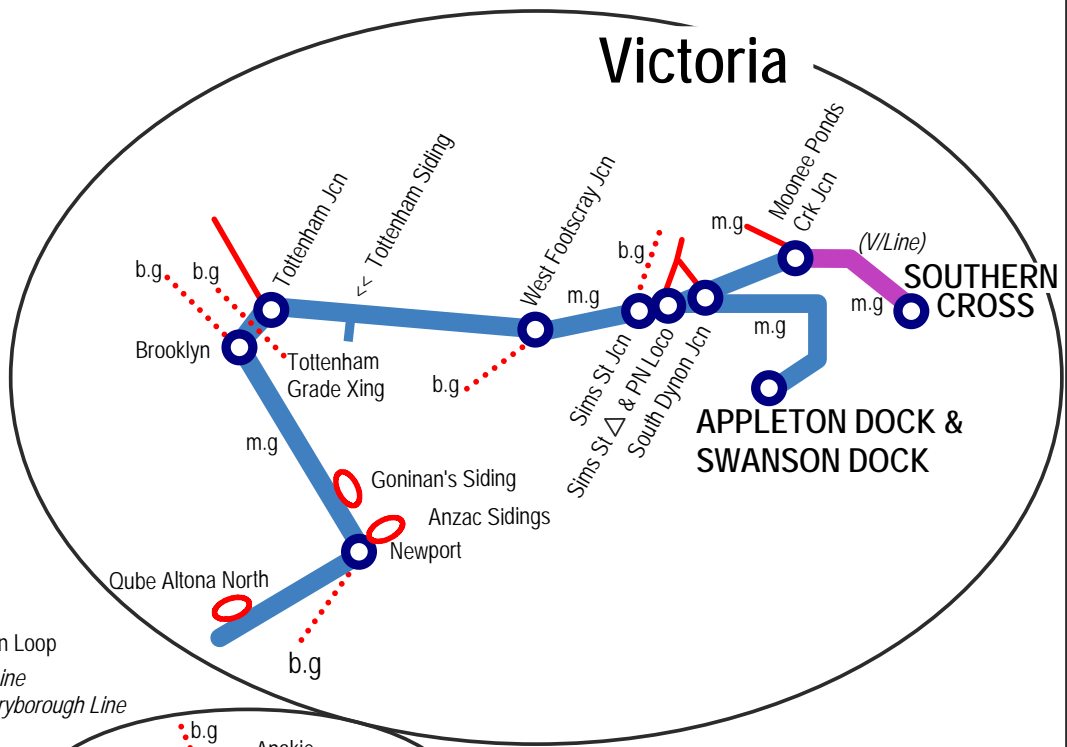 Victoria
Moonee Ponds
Crk Jcn
m.g
(V/Line)
SOUTHERN
CROSS
m.g
Tottenham Jcn
<< Tottenham Siding
West Footscray Jcn
b.g
b.g
b.g
m.g
m.g
Brooklyn
Tottenham
Grade Xing
b.g
Sims St Jcn
Sims St △ & PN Loco
South Dynon Jcn
APPLETON DOCK &
SWANSON DOCK
m.g
Goninan's Siding
Anzac Sidings
Newport
Qube Altona North
b.g
n Loop
ine
ryborough Line
b.g